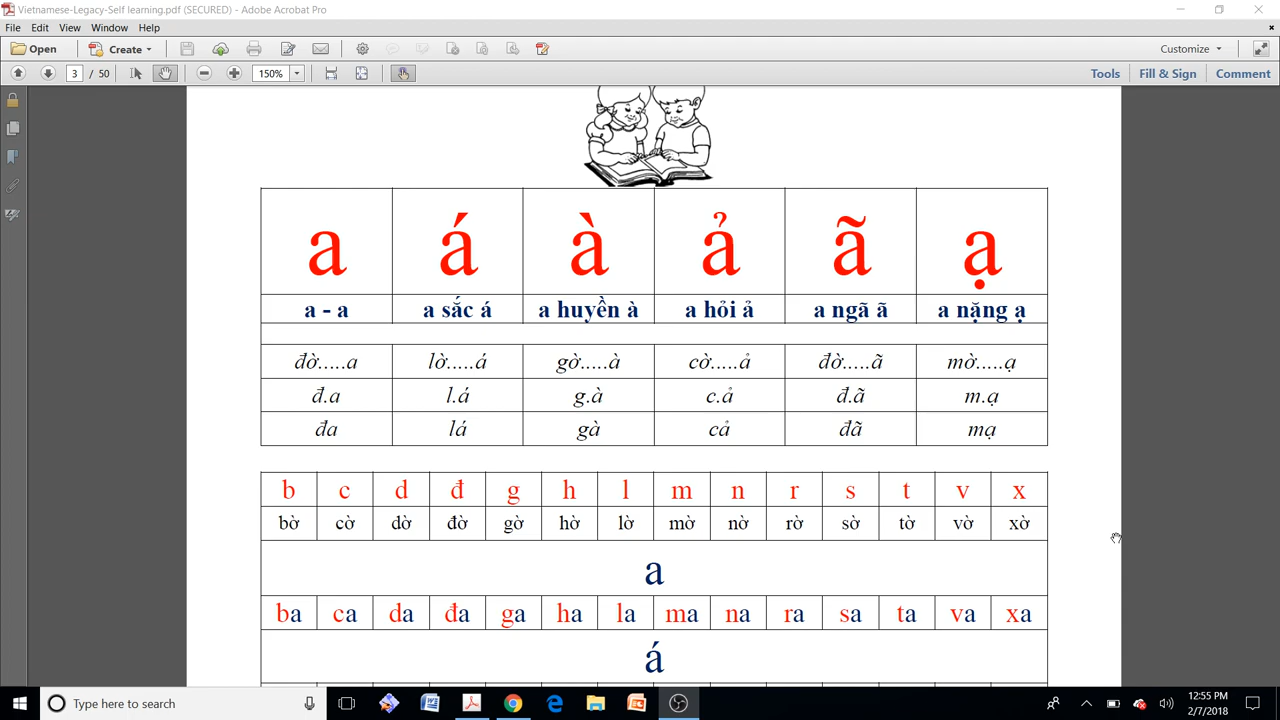 Vietnamese-Legacy-Self learning.pdf (SECURED) - Adobe Acrobat Pro
File Edit View Window Help
Open Create Customize
3 / 50 150% Tools Fill & Sign Comment
a á à ả ã ạ
a - a a sắc á a huyền à a hỏi ả a ngã ã a nặng ạ
đờ.....a lờ.....á gờ.....à cờ.....ả đờ.....ã mờ.....ạ
đ.a l.á g.à c.ả đ.ã m.ạ
đa lá gà cả đã mạ
b c d đ g h l m n r s t v x
bờ cờ dờ đờ gờ hờ lờ mờ nờ rờ sờ tờ vờ xờ
a
ba ca da đa ga ha la ma na ra sa ta va xa
á
Type here to search
12:55 PM
2/7/2018